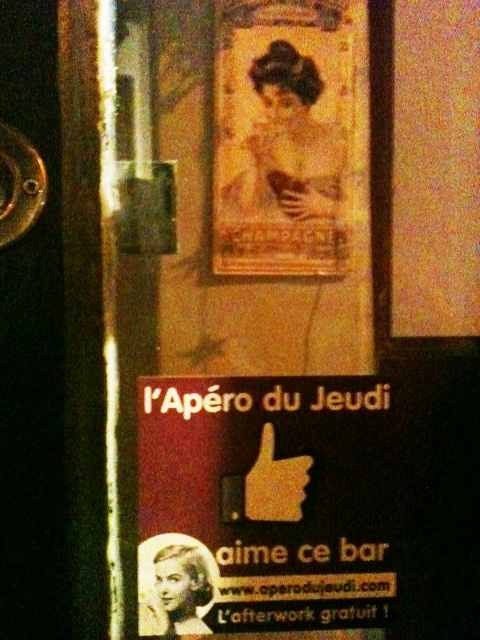 CHAMPAGNE
l'Apéro du Jeudi
aime ce bar
www.aperodujeudi.com
L'afterwork gratuit !